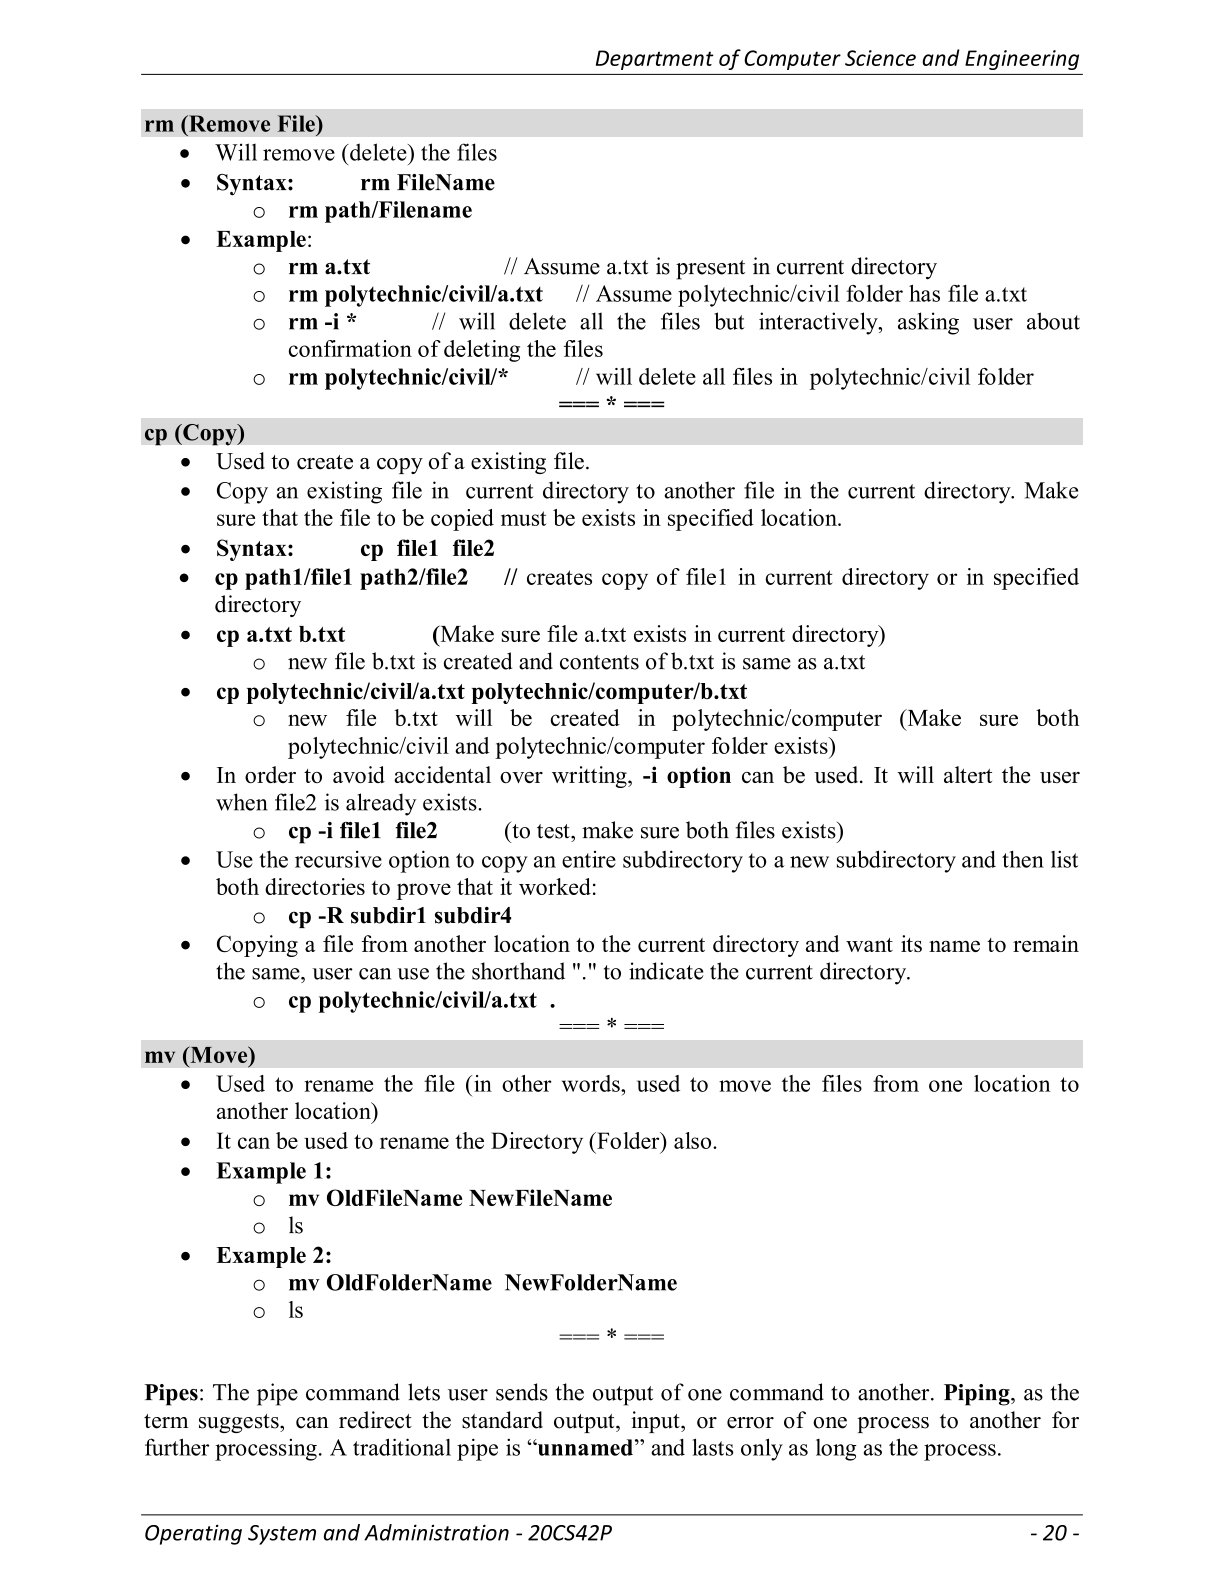 Department of Computer Science and Engineering
rm (Remove File)
• Will remove (delete) the files
• Syntax: rm FileName
o rm path/Filename
• Example:
o rm a.txt // Assume a.txt is present in current directory
o rm polytechnic/civil/a.txt // Assume polytechnic/civil folder has file a.txt
o rm -i * // will delete all the files but interactively, asking user about
confirmation of deleting the files
o rm polytechnic/civil/* // will delete all files in polytechnic/civil folder
=== * ===
cp (Copy)
• Used to create a copy of a existing file.
• Copy an existing file in current directory to another file in the current directory. Make
sure that the file to be copied must be exists in specified location.
• Syntax: cp file1 file2
• cp path1/file1 path2/file2 // creates copy of file1 in current directory or in specified
directory
• cp a.txt b.txt (Make sure file a.txt exists in current directory)
o new file b.txt is created and contents of b.txt is same as a.txt
• cp polytechnic/civil/a.txt polytechnic/computer/b.txt
o new file b.txt will be created in polytechnic/computer (Make sure both
polytechnic/civil and polytechnic/computer folder exists)
• In order to avoid accidental over writting, -i option can be used. It will altert the user
when file2 is already exists.
o cp -i file1 file2 (to test, make sure both files exists)
• Use the recursive option to copy an entire subdirectory to a new subdirectory and then list
both directories to prove that it worked:
o cp -R subdir1 subdir4
• Copying a file from another location to the current directory and want its name to remain
the same, user can use the shorthand "." to indicate the current directory.
o cp polytechnic/civil/a.txt .
=== * ===
mv (Move)
• Used to rename the file (in other words, used to move the files from one location to
another location)
• It can be used to rename the Directory (Folder) also.
• Example 1:
o mv OldFileName NewFileName
o ls
• Example 2:
o mv OldFolderName NewFolderName
o ls
=== * ===
Pipes: The pipe command lets user sends the output of one command to another. Piping, as the
term suggests, can redirect the standard output, input, or error of one process to another for
further processing. A traditional pipe is “unnamed” and lasts only as long as the process.
Operating System and Administration - 20CS42P - 20 -